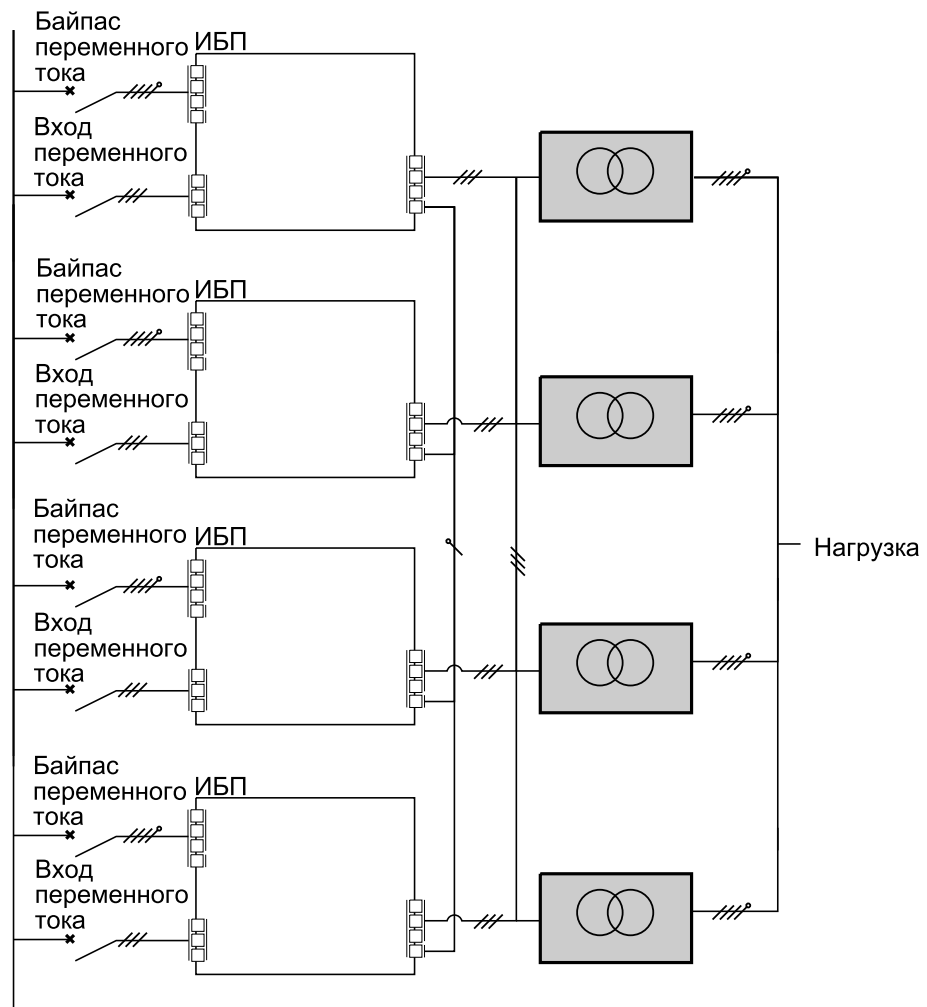 Байпас
переменного
тока
ИБП
Вход
переменного
тока
Байпас
переменного
тока
ИБП
Вход
переменного
тока
Байпас
переменного
тока
ИБП
Нагрузка
Вход
переменного
тока
Байпас
переменного
тока
ИБП
Вход
переменного
тока